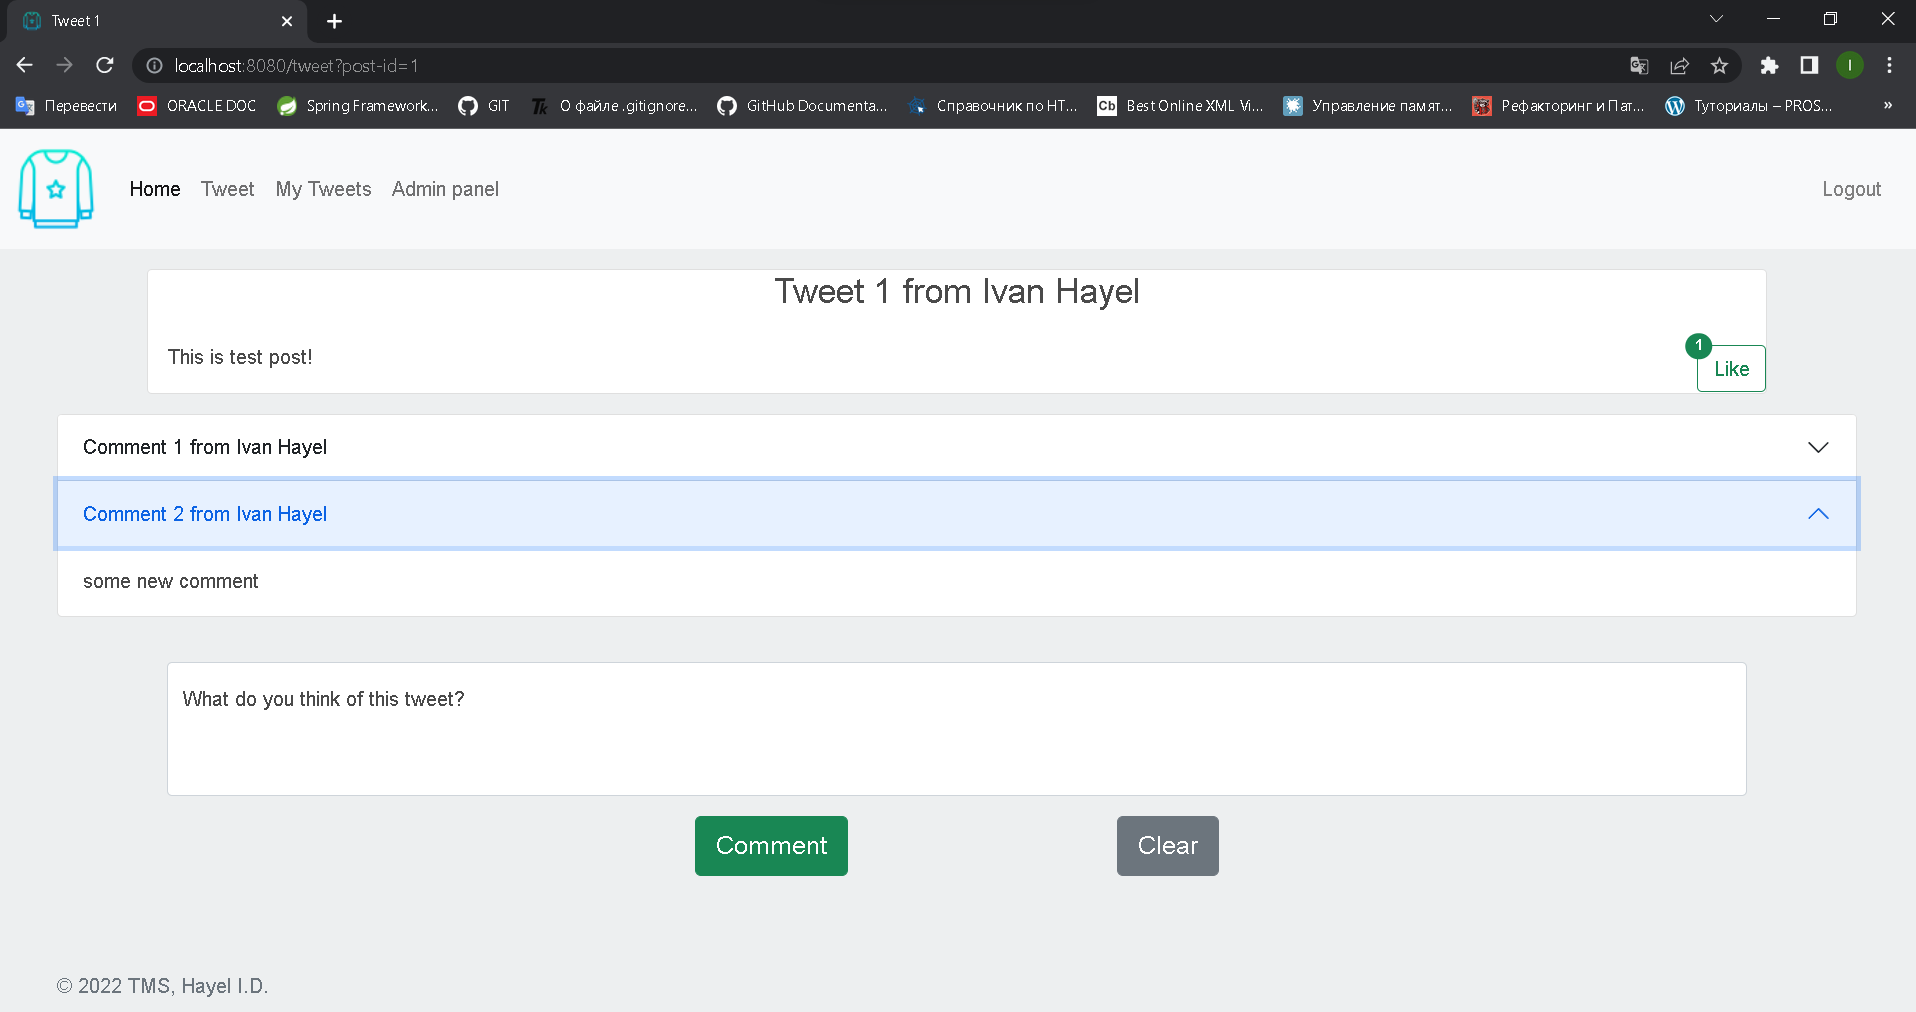 Tweet 1
localhost:8080/tweet?post-id=1
I
Перевести ORACLE DOC Spring Framework... GIT Tk О файле .gitignore... GitHub Documenta... Справочник по HT... Cb Best Online XML Vi... Управление памят... Рефакторинг и Пат... Туториалы – PROS... »
Home Tweet My Tweets Admin panel Logout
Tweet 1 from Ivan Hayel
This is test post!
1
Like
Comment 1 from Ivan Hayel
Comment 2 from Ivan Hayel
some new comment
What do you think of this tweet?
Comment Clear
© 2022 TMS, Hayel I.D.